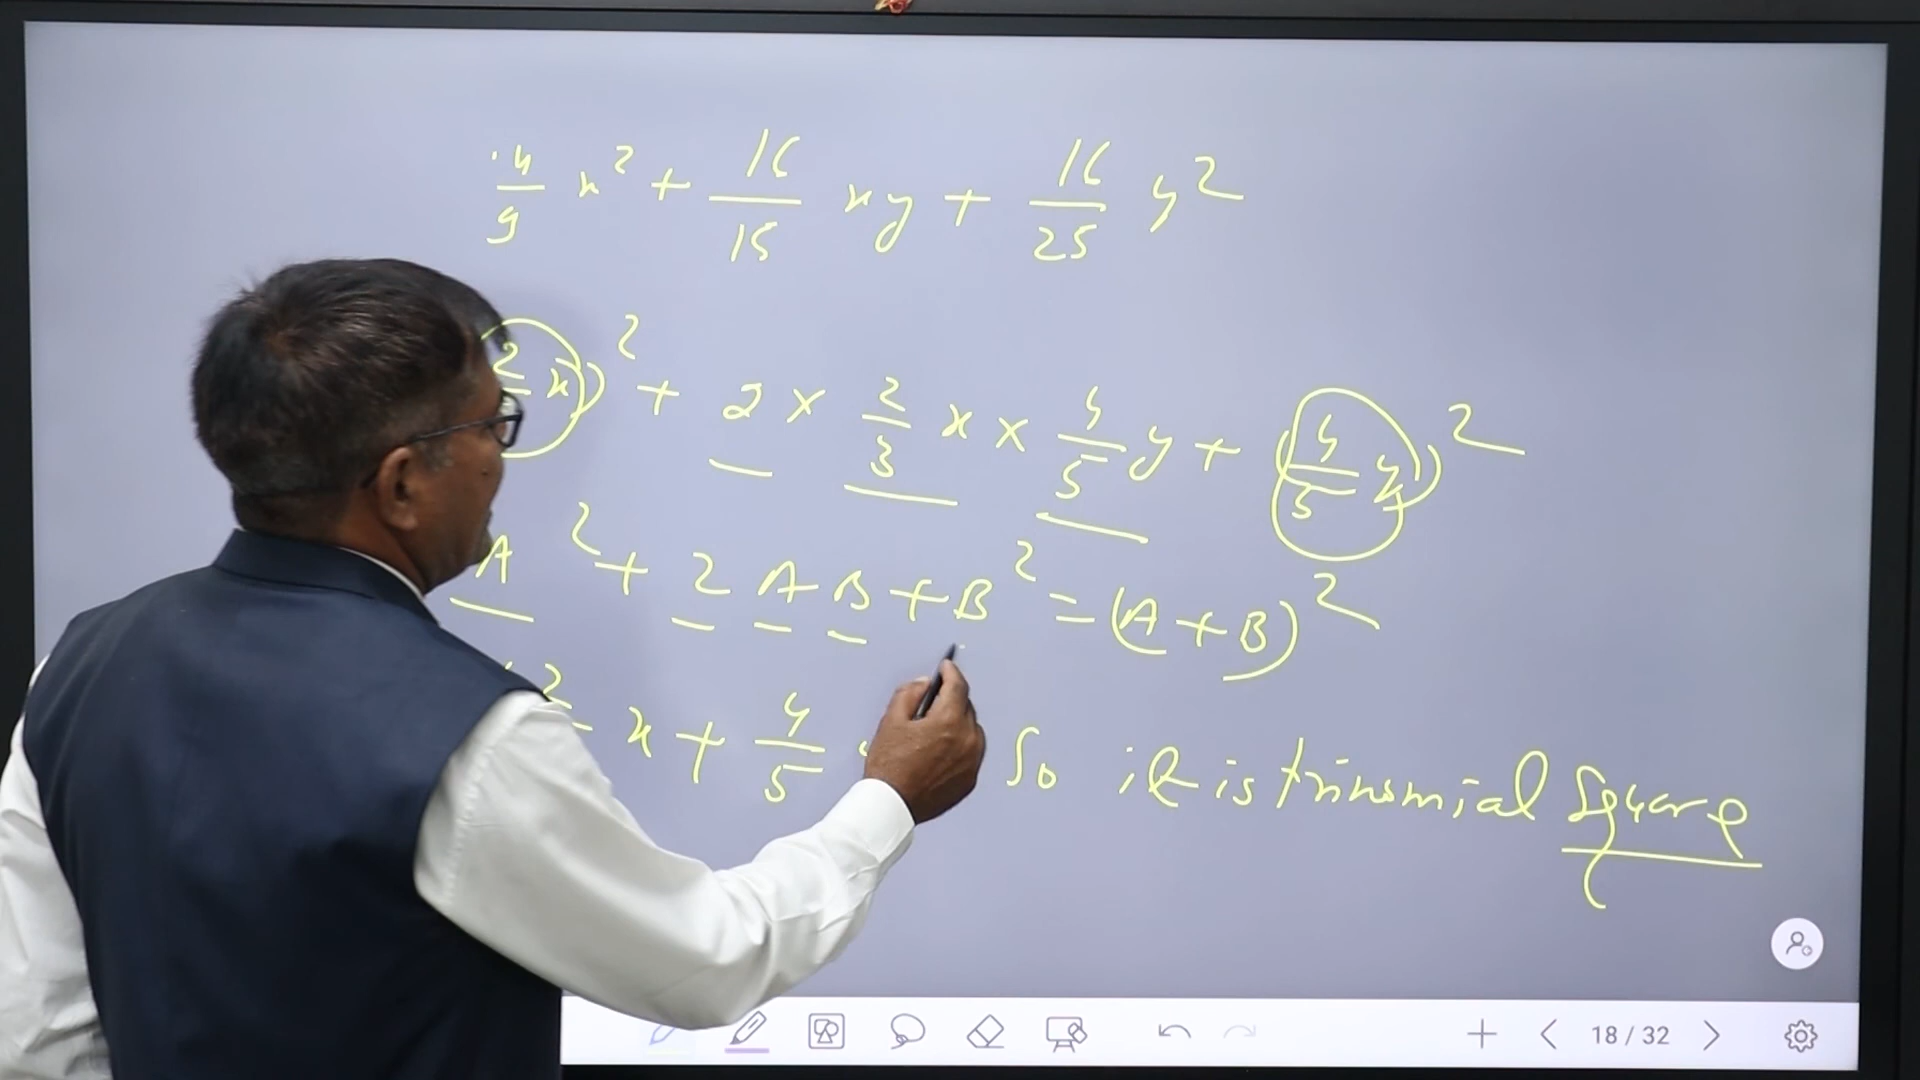 4/9 x² + 16/15 xy + 16/25 y²
2/3 x)² + 2 × 2/3 x × 4/5 y + (4/5 y)²
A² + 2AB + B² = (A + B)²
2 x + 4/5 So it is trinomial square
18 / 32